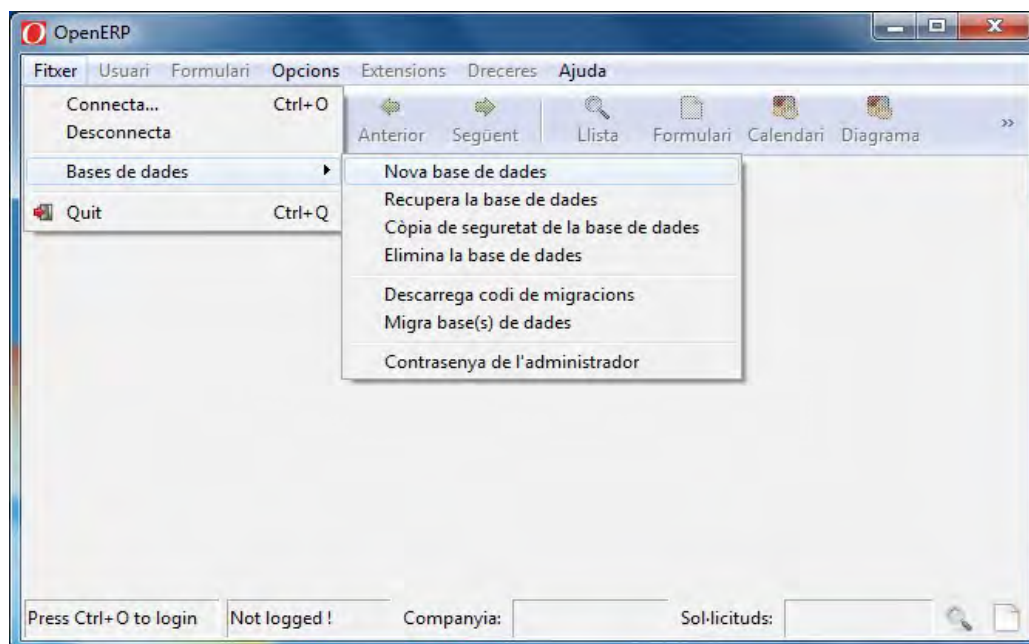 OpenERP
Fitxer Usuari Formulari Opcions Extensions Dreceres Ajuda
Connecta... Ctrl+O
Desconnecta
Bases de dades
Quit Ctrl+Q
Anterior Següent Llista Formulari Calendari Diagrama »
Nova base de dades
Recupera la base de dades
Còpia de seguretat de la base de dades
Elimina la base de dades
Descarrega codi de migracions
Migra base(s) de dades
Contrasenya de l'administrador
Press Ctrl+O to login Not logged ! Companyia: Sol·licituds: